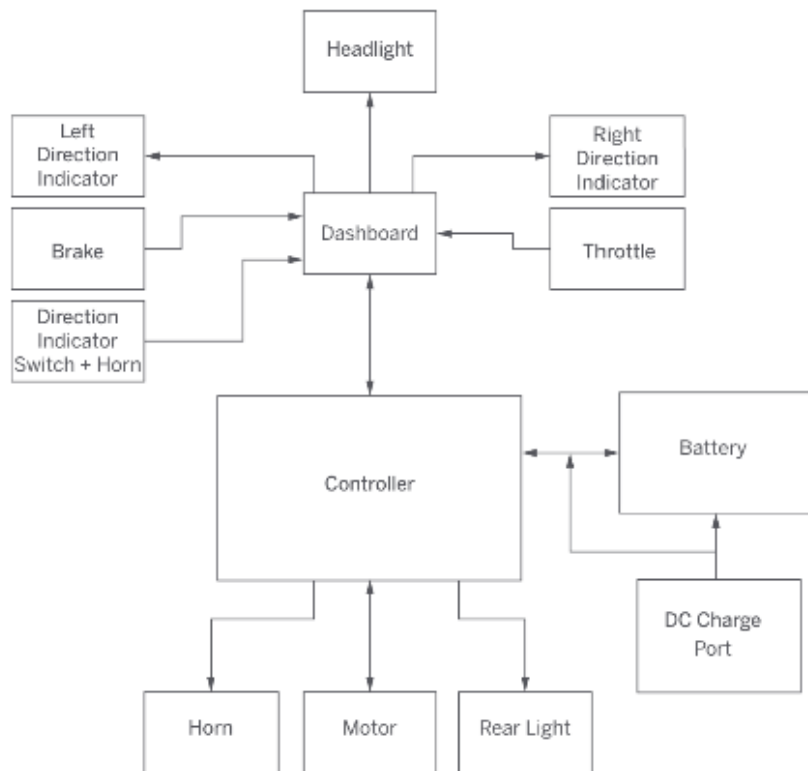 Headlight
Left
Direction
Indicator
Right
Direction
Indicator
Brake
Dashboard
Throttle
Direction
Indicator
Switch + Horn
Controller
Battery
DC Charge
Port
Horn
Motor
Rear Light